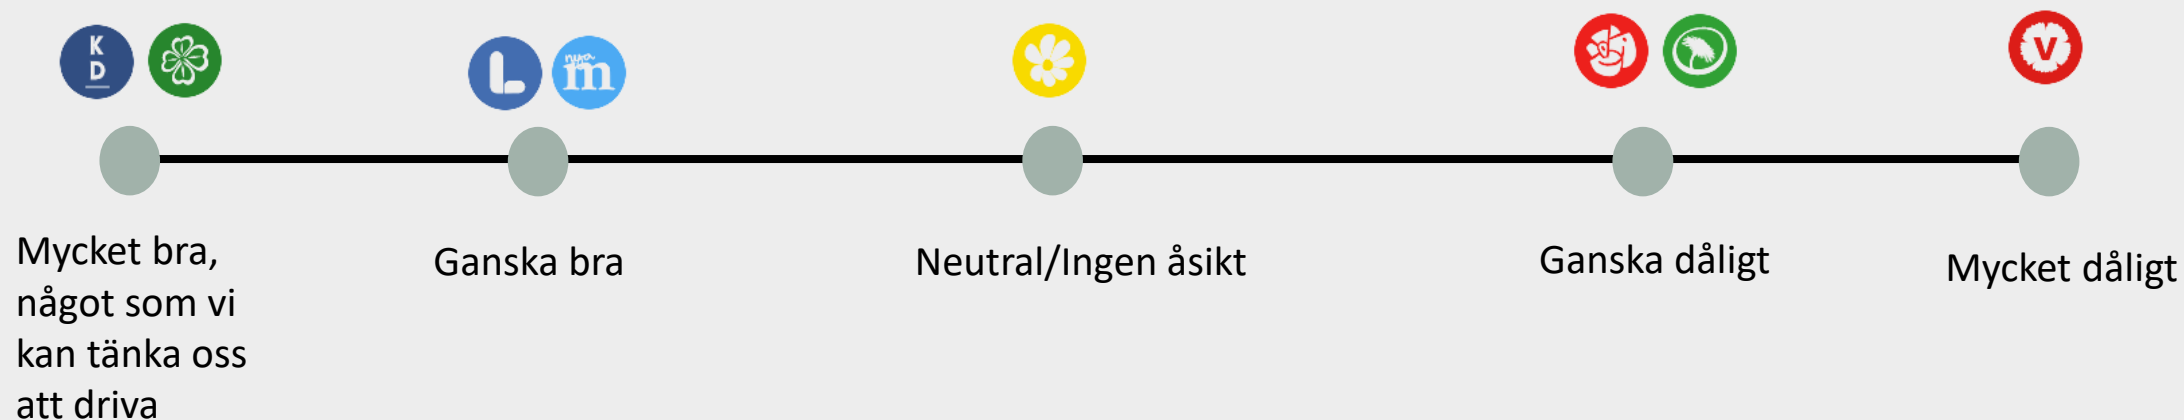 K
D
L
nya
m
V
Mycket bra,
något som vi
kan tänka oss
att driva
Ganska bra
Neutral/Ingen åsikt
Ganska dåligt
Mycket dåligt